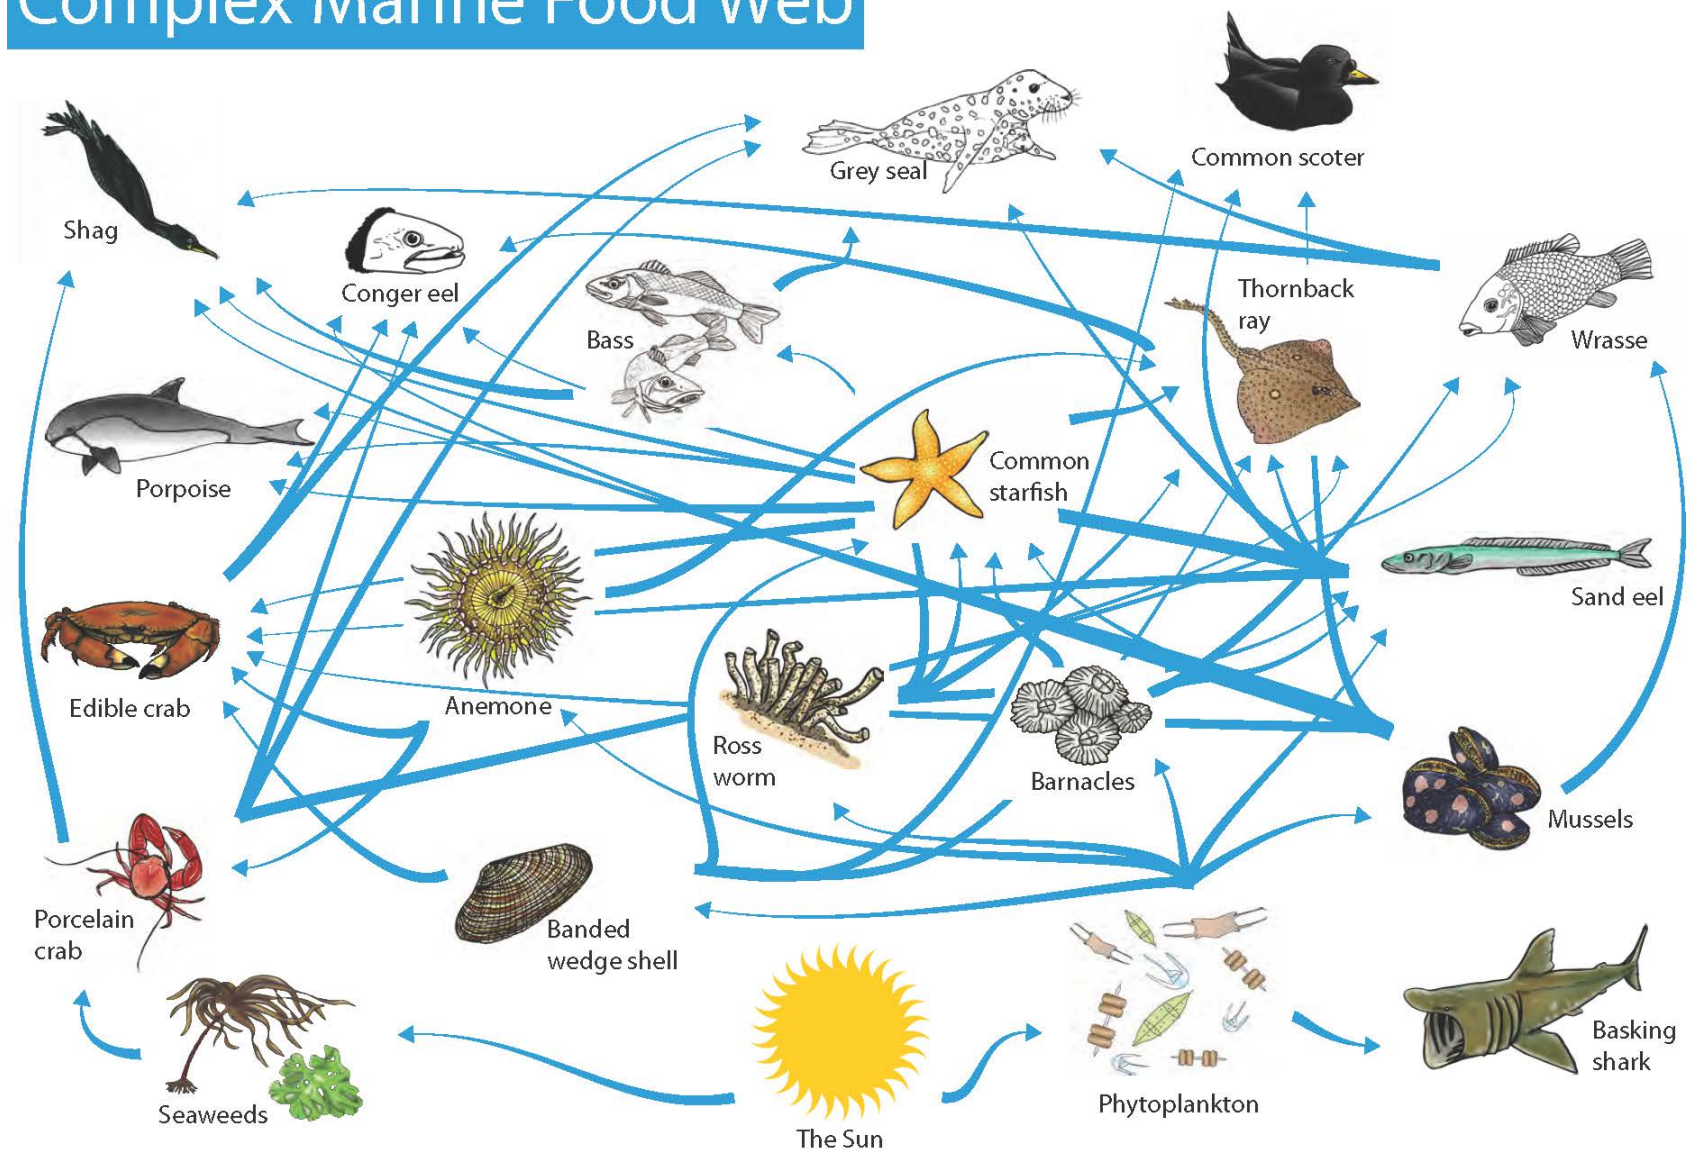 Complex Marine Food Web
Common scoter
Grey seal
Shag
Conger eel
Thornback
ray
Bass
Wrasse
Common
starfish
Porpoise
Sand eel
Edible crab
Anemone
Ross
worm
Barnacles
Mussels
Porcelain
crab
Banded
wedge shell
Basking
shark
Seaweeds
Phytoplankton
The Sun